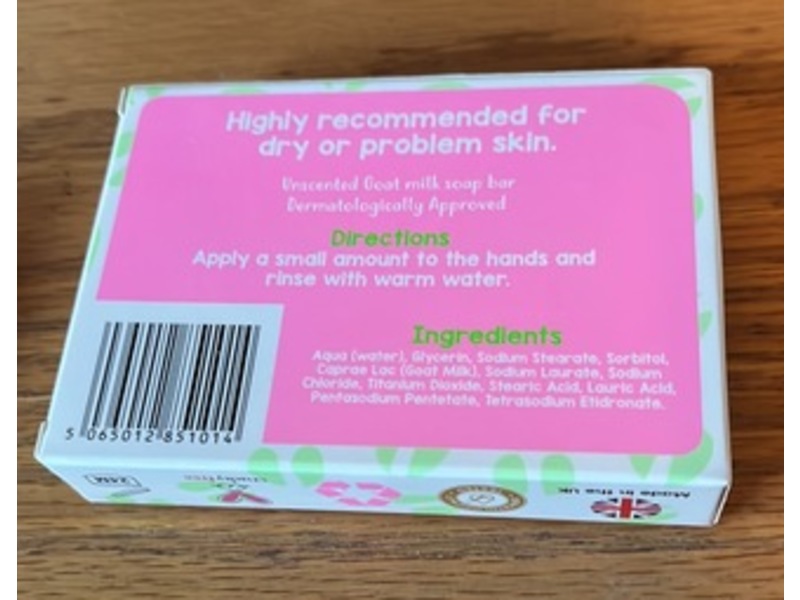 Highly recommended for
dry or problem skin.
Unscented Goat milk soap bar
Dermatologically Approved
Directions
Apply a small amount to the hands and
rinse with warm water.
Ingredients
Aqua (water), Glycerin, Sodium Stearate, Sorbitol,
Caprae Lac (Goat Milk), Sodium Laurate, Sodium
Chloride, Titanium Dioxide, Stearic Acid, Lauric Acid,
Pentasodium Pentetate, Tetrasodium Etidronate.
5 065012 851014
24M
Made in the UK